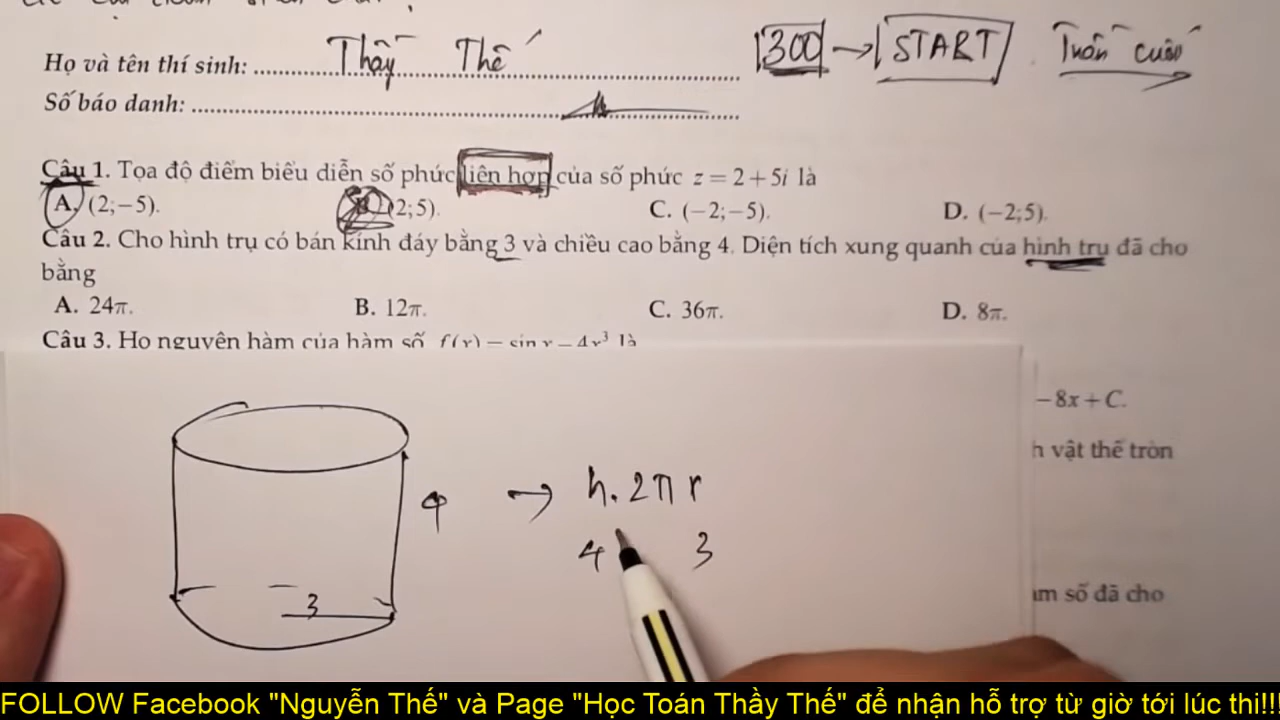 Họ và tên thí sinh: Thầy Thế 1300 → START Tuần cuối
Số báo danh:
Câu 1. Tọa độ điểm biểu diễn số phức liên hợp của số phức z = 2 + 5i là
A. (2;−5). B. (2;5). C. (−2;−5). D. (−2;5).
Câu 2. Cho hình trụ có bán kính đáy bằng 3 và chiều cao bằng 4. Diện tích xung quanh của hình trụ đã cho
bằng
A. 24π. B. 12π. C. 36π. D. 8π.
Câu 3. Họ nguyên hàm của hàm số f(x) = sin x − 4x³ là
−8x + C.
vật thể tròn
4 → h.2πr
số đã cho
4 3
3
FOLLOW Facebook "Nguyễn Thế" và Page "Học Toán Thầy Thế" để nhận hỗ trợ từ giờ tới lúc thi!!!